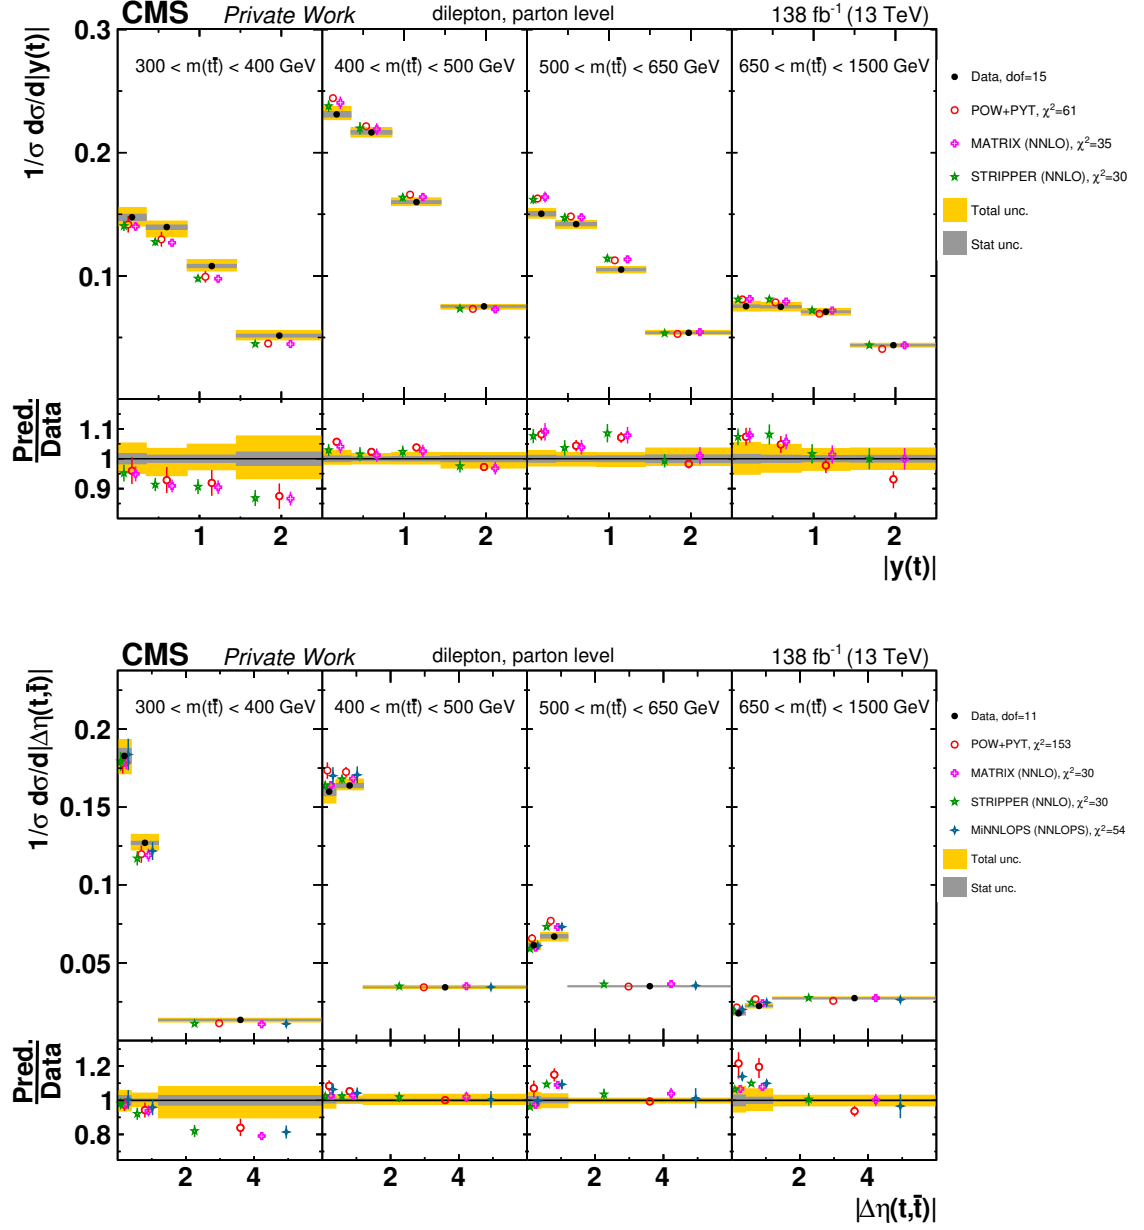 CMS Private Work dilepton, parton level 138 fb⁻¹ (13 TeV)
1/σ dσ/d|y(t)|
0.3
0.2
0.1
300 < m(tt̄) < 400 GeV
400 < m(tt̄) < 500 GeV
500 < m(tt̄) < 650 GeV
650 < m(tt̄) < 1500 GeV
Data, dof=15
POW+PYT, χ²=61
MATRIX (NNLO), χ²=35
STRIPPER (NNLO), χ²=30
Total unc.
Stat unc.
Pred.
Data
1.1
1
0.9
1 2 1 2 1 2 1 2
|y(t)|
CMS Private Work dilepton, parton level 138 fb⁻¹ (13 TeV)
1/σ dσ/d|Δη(t,t̄)|
0.2
0.15
0.1
0.05
300 < m(tt̄) < 400 GeV
400 < m(tt̄) < 500 GeV
500 < m(tt̄) < 650 GeV
650 < m(tt̄) < 1500 GeV
Data, dof=11
POW+PYT, χ²=153
MATRIX (NNLO), χ²=30
STRIPPER (NNLO), χ²=30
MiNNLOPS (NNLOPS), χ²=54
Total unc.
Stat unc.
Pred.
Data
1.2
1
0.8
2 4 2 4 2 4 2 4
|Δη(t,t̄)|